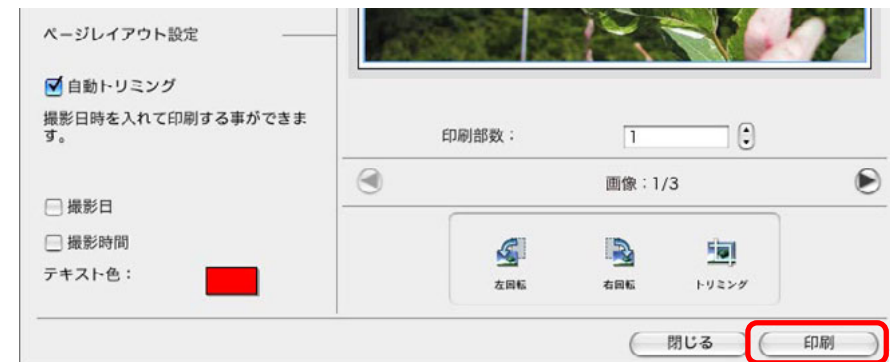 ページレイアウト設定
自動トリミング
撮影日時を入れて印刷する事ができま
す。
撮影日
撮影時間
テキスト色：
印刷部数：
1
画像：1/3
左回転
右回転
トリミング
閉じる
印刷